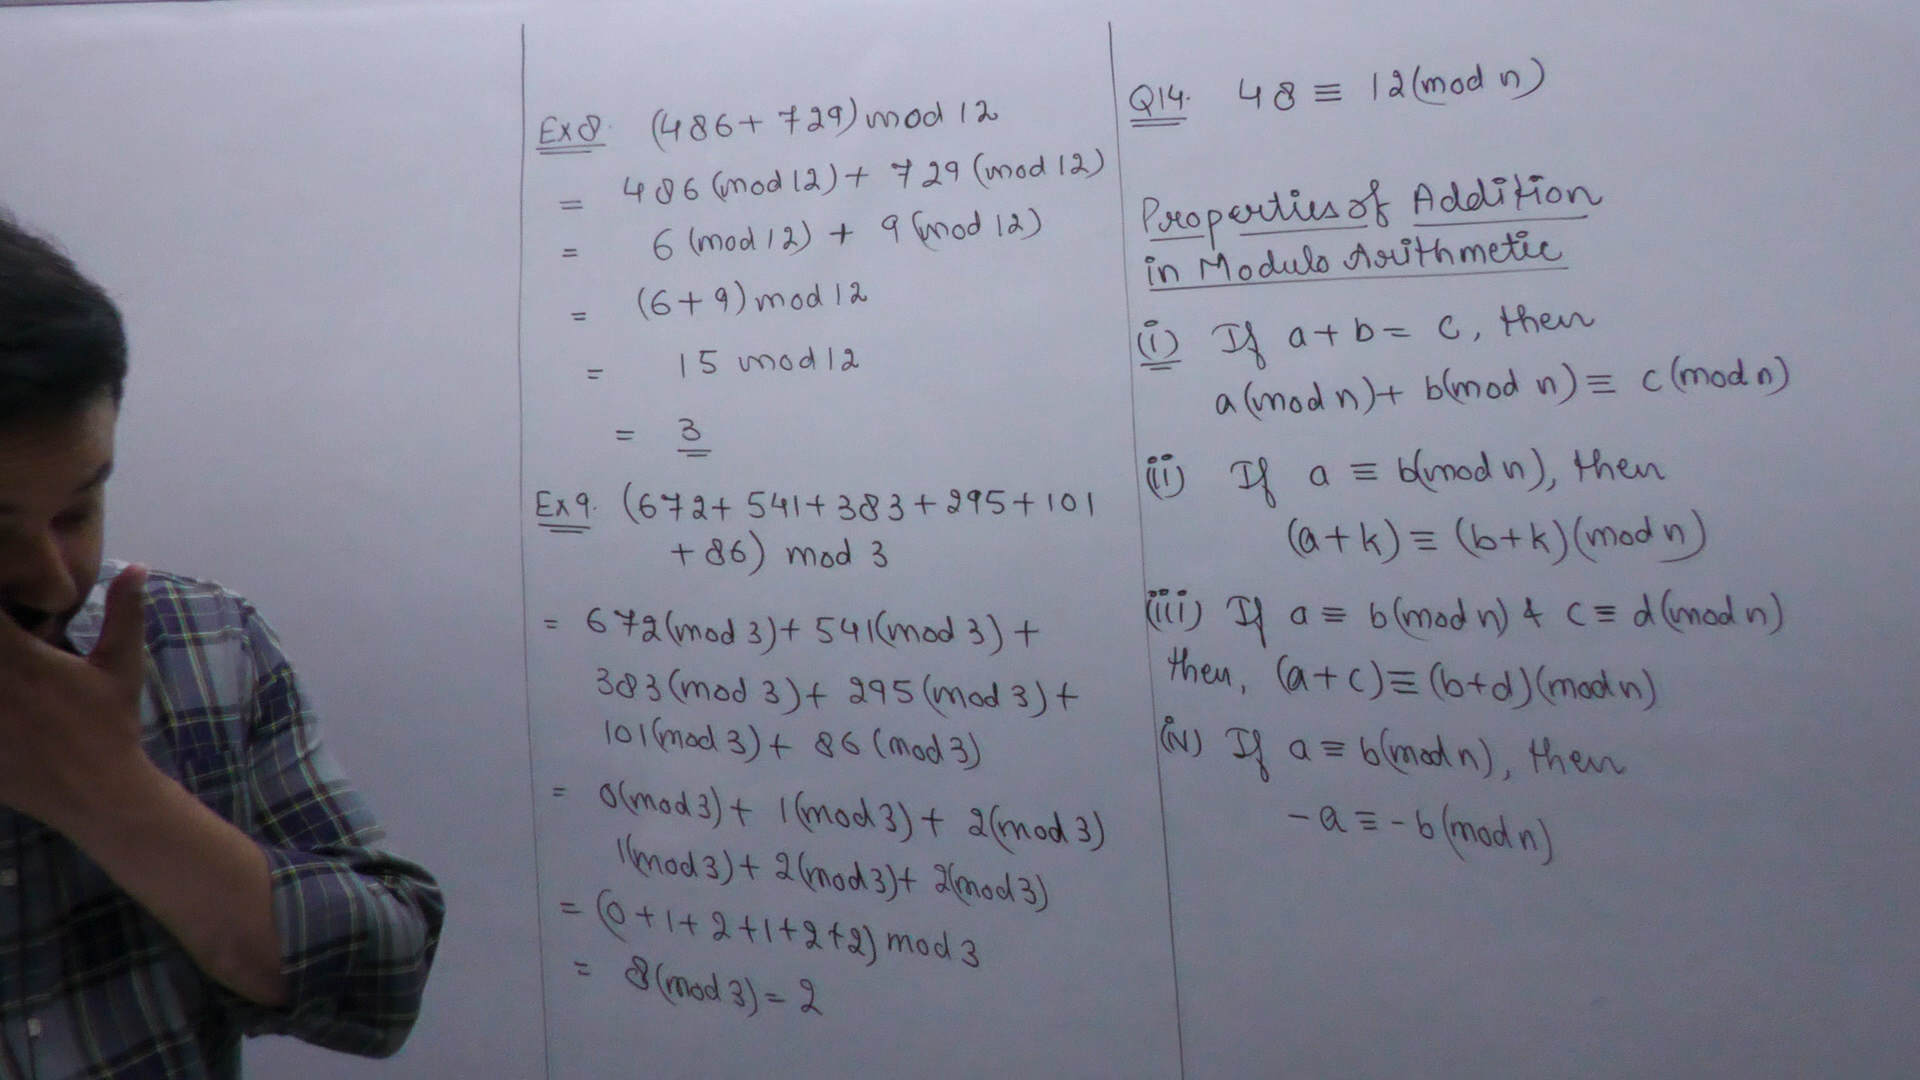 Ex8. (486+ 729) mod 12
= 486 (mod 12) + 729 (mod 12)
= 6 (mod 12) + 9 (mod 12)
= (6+9) mod 12
= 15 mod 12
= 3
Ex9. (672+ 541+ 383+ 295+ 101
+ 86) mod 3
= 672(mod 3)+ 541(mod 3) +
383 (mod 3)+ 295 (mod 3) +
101(mod 3)+ 86 (mod 3)
= 0(mod 3)+ 1(mod 3)+ 2(mod 3)
1(mod 3)+ 2(mod 3)+ 2(mod 3)
= (0+1+2+1+2+2) mod 3
= 8(mod 3) = 2
Q14. 48 ≡ 12(mod n)
Properties of Addition
in Modulo Arithmetic
(i) If a+b = c, then
a(mod n)+ b(mod n) ≡ c(mod n)
(ii) If a ≡ b(mod n), then
(a+k) ≡ (b+k)(mod n)
(iii) If a ≡ b(mod n) & c ≡ d(mod n)
then, (a+c) ≡ (b+d)(mod n)
(iv) If a ≡ b(mod n), then
-a ≡ -b(mod n)